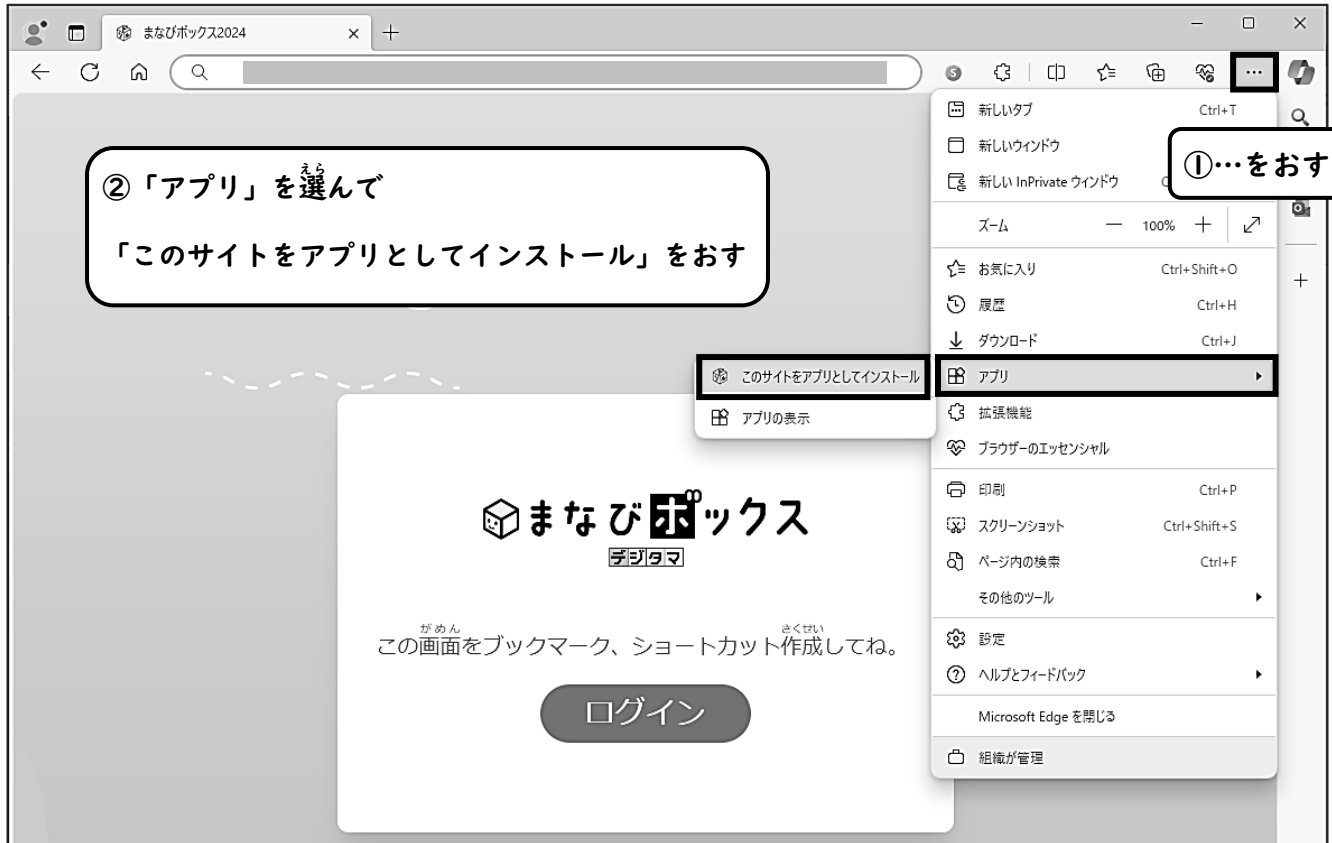 まなびボックス2024
新しいタブ Ctrl+T
新しいウィンドウ
①…をおす
新しい InPrivate ウィンドウ
②「アプリ」を選んで
えら
「このサイトをアプリとしてインストール」をおす
ズーム 100%
お気に入り Ctrl+Shift+O
履歴 Ctrl+H
ダウンロード Ctrl+J
アプリ
このサイトをアプリとしてインストール
アプリの表示
拡張機能
ブラウザーのエッセンシャル
印刷 Ctrl+P
スクリーンショット Ctrl+Shift+S
ページ内の検索 Ctrl+F
その他のツール
設定
ヘルプとフィードバック
Microsoft Edge を閉じる
組織が管理
まなびボックス
デジタマ
がめん さくせい
この画面をブックマーク、ショートカット作成してね。
ログイン